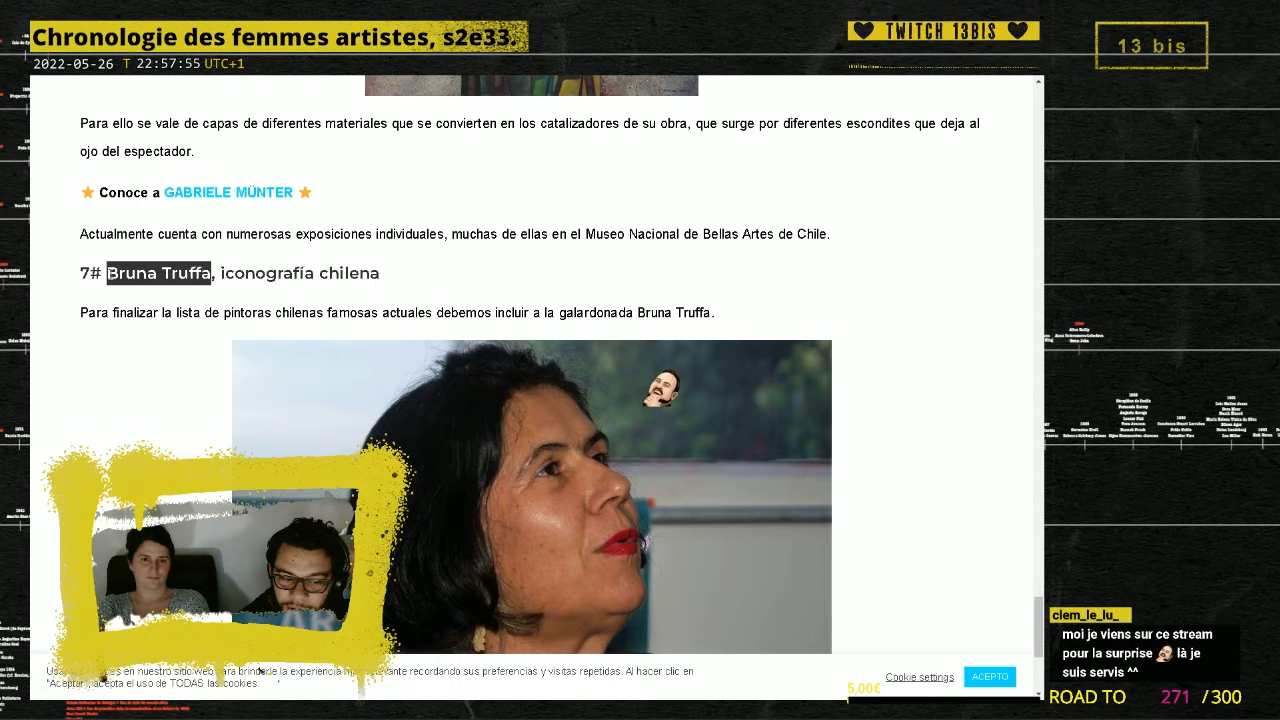 Chronologie des femmes artistes, s2e33
2022-05-26 T 22:57:55 UTC+1
TWITCH 13BIS
13 bis
Para ello se vale de capas de diferentes materiales que se convierten en los catalizadores de su obra, que surge por diferentes escondites que deja al
ojo del espectador.
Conoce a GABRIELE MÜNTER
Actualmente cuenta con numerosas exposiciones individuales, muchas de ellas en el Museo Nacional de Bellas Artes de Chile.
7# Bruna Truffa, iconografía chilena
Para finalizar la lista de pintoras chilenas famosas actuales debemos incluir a la galardonada Bruna Truffa.
en nuestro sitio web para brinderle la experiencia recordando sus preferencias y visitas repetidas. Al hacer clic en
"Aceptar", acepta el uso de TODAS las cookies.
Cookie settings
ACEPTO
5,00€
clem_le_lu_
moi je viens sur ce stream
pour la surprise là je
suis servis ^^
ROAD TO 271 / 300